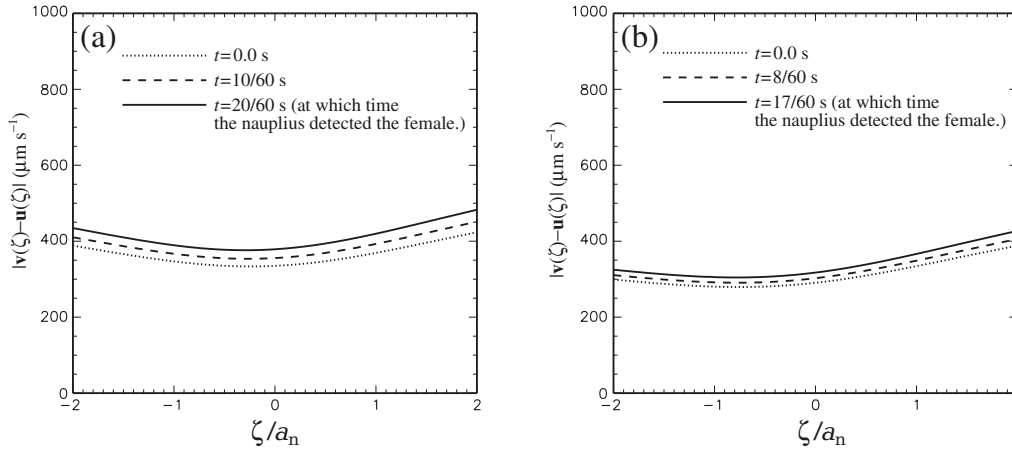 (a)
t=0.0 s
t=10/60 s
t=20/60 s (at which time
the nauplius detected the female.)
|v(ζ)−u(ζ)| (μm s⁻¹)
1000
800
600
400
200
0
-2
-1
0
1
2
ζ/aₙ
(b)
t=0.0 s
t=8/60 s
t=17/60 s (at which time
the nauplius detected the female.)
|v(ζ)−u(ζ)| (μm s⁻¹)
1000
800
600
400
200
0
-2
-1
0
1
ζ/aₙ